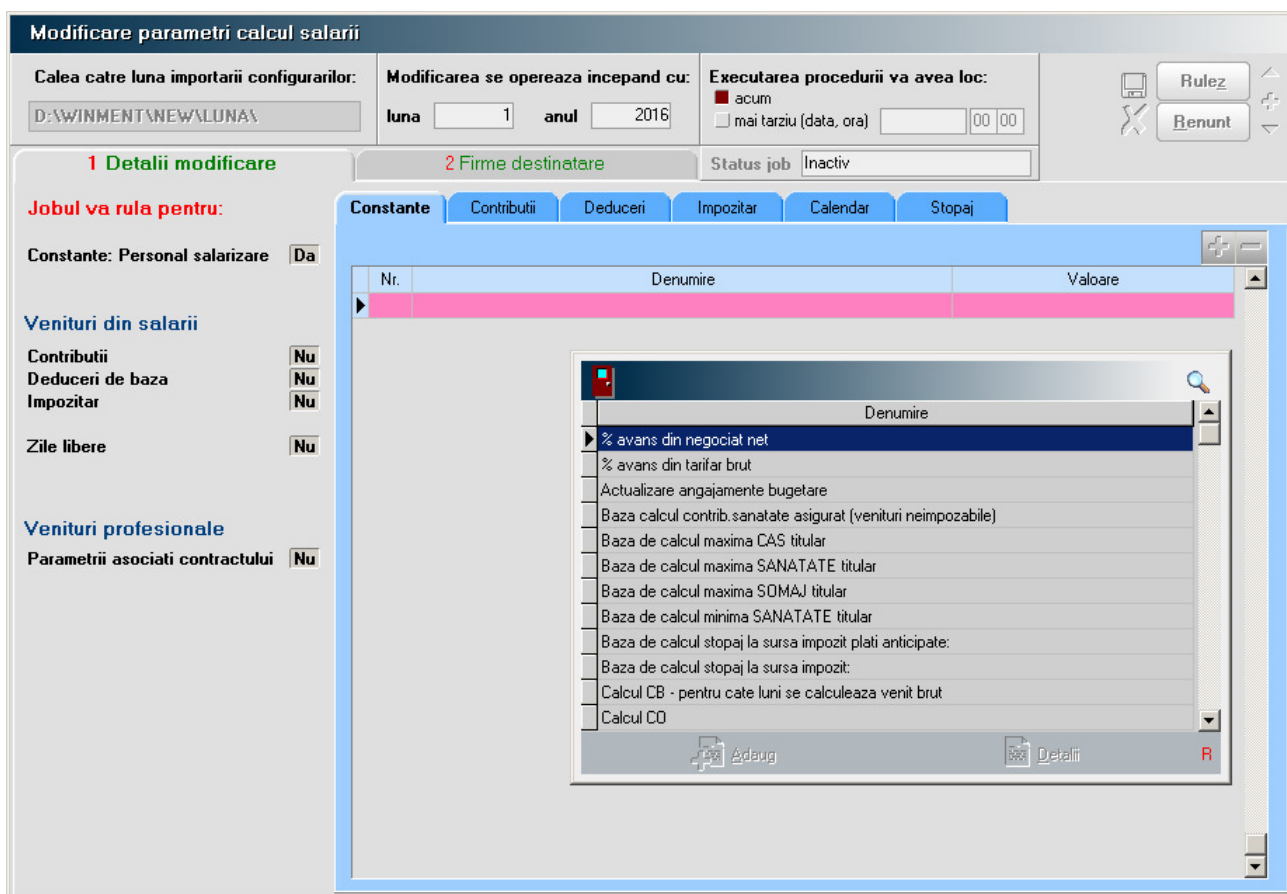 Modificare parametri calcul salarii
Calea catre luna importarii configurarilor:
D:\WINMENT\NEW\LUNA\
Modificarea se opereaza incepand cu:
luna 1 anul 2016
Executarea procedurii va avea loc:
acum
mai tarziu (data, ora) 00 00
Rulez
Renunt
1 Detalii modificare
2 Firme destinatare
Status job Inactiv
Jobul va rula pentru:
Constante: Personal salarizare Da
Venituri din salarii
Contributii Nu
Deduceri de baza Nu
Impozitar Nu
Zile libere Nu
Venituri profesionale
Parametrii asociati contractului Nu
Constante Contributii Deduceri Impozitar Calendar Stopaj
Nr. Denumire Valoare
Denumire
% avans din negociat net
% avans din tarifar brut
Actualizare angajamente bugetare
Baza calcul contrib.sanatate asigurat (venituri neimpozabile)
Baza de calcul maxima CAS titular
Baza de calcul maxima SANATATE titular
Baza de calcul maxima SOMAJ titular
Baza de calcul minima SANATATE titular
Baza de calcul stopaj la sursa impozit plati anticipate:
Baza de calcul stopaj la sursa impozit:
Calcul CB - pentru cate luni se calculeaza venit brut
Calcul CO
Adaug Detalii R